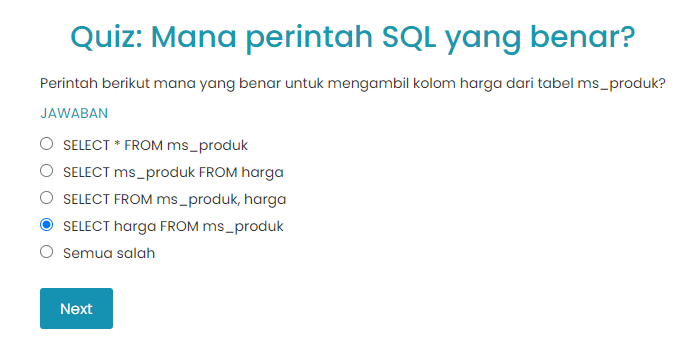 Quiz: Mana perintah SQL yang benar?
Perintah berikut mana yang benar untuk mengambil kolom harga dari tabel ms_produk?
JAWABAN
SELECT * FROM ms_produk
SELECT ms_produk FROM harga
SELECT FROM ms_produk, harga
SELECT harga FROM ms_produk
Semua salah
Next